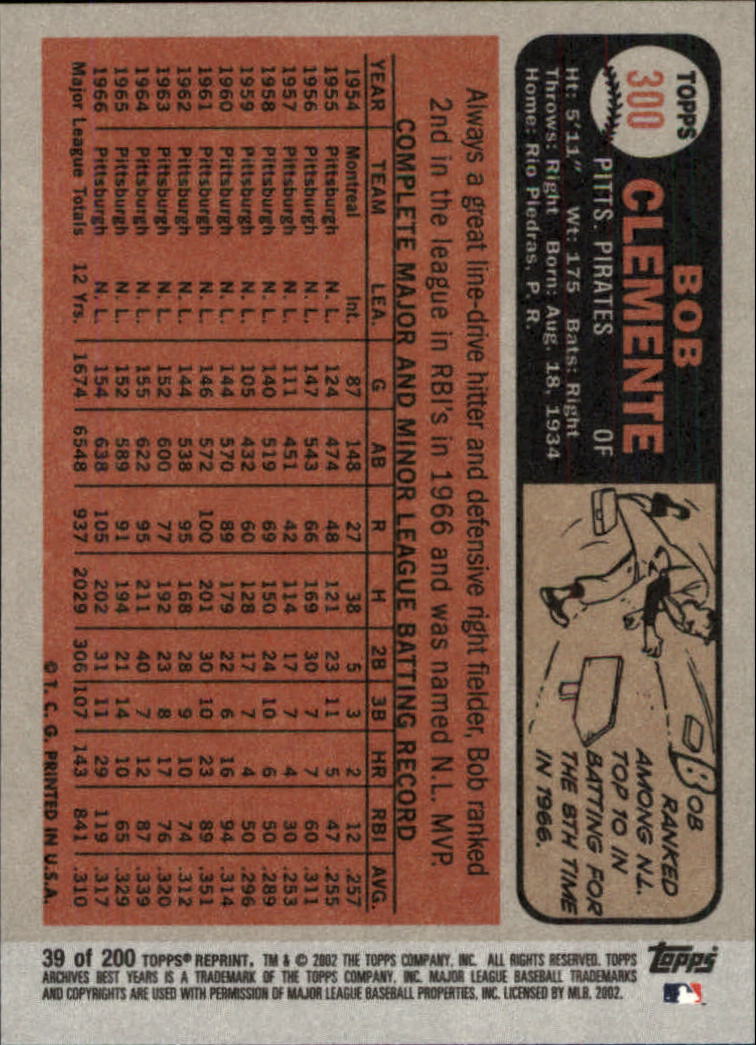 TOPPS
300
BOB
CLEMENTE
PITTS. PIRATES OF
Ht: 5'11" Wt: 175 Bats: Right
Throws: Right Born: Aug. 18, 1934
Home: Rio Piedras, P. R.
BOB
RANKED
AMONG N.L.
TOP 10 IN
BATTING FOR
THE 8TH TIME
IN 1966.
Always a great line-drive hitter and defensive right fielder, Bob ranked
2nd in the league in RBI's in 1966 and was named N.L. MVP.
COMPLETE MAJOR AND MINOR LEAGUE BATTING RECORD
YEAR TEAM LEA. G AB R H 2B 3B HR RBI AVG.
1954 Montreal Int. 87 148 27 38 5 3 2 12 .257
1955 Pittsburgh N. L. 124 474 48 121 23 11 5 47 .255
1956 Pittsburgh N. L. 147 543 66 169 30 7 7 60 .311
1957 Pittsburgh N. L. 111 451 42 114 17 7 4 30 .253
1958 Pittsburgh N. L. 140 519 69 150 24 10 6 50 .289
1959 Pittsburgh N. L. 105 432 60 128 17 7 4 50 .296
1960 Pittsburgh N. L. 144 570 89 179 22 6 16 94 .314
1961 Pittsburgh N. L. 146 572 100 201 30 10 23 89 .351
1962 Pittsburgh N. L. 144 538 95 168 28 9 10 74 .312
1963 Pittsburgh N. L. 152 600 77 192 23 8 17 76 .320
1964 Pittsburgh N. L. 155 622 95 211 40 7 12 87 .339
1965 Pittsburgh N. L. 152 589 91 194 21 14 10 65 .329
1966 Pittsburgh N. L. 154 638 105 202 31 11 29 119 .317
Major League Totals 12 Yrs. 1674 6548 937 2029 306 107 143 841 .310
© T. C. G. PRINTED IN U.S.A.
39 of 200 TOPPS® REPRINT. TM & © 2002 THE TOPPS COMPANY, INC. ALL RIGHTS RESERVED. TOPPS
ARCHIVES BEST YEARS IS A TRADEMARK OF THE TOPPS COMPANY, INC. MAJOR LEAGUE BASEBALL TRADEMARKS
AND COPYRIGHTS ARE USED WITH PERMISSION OF MAJOR LEAGUE BASEBALL PROPERTIES, INC. LICENSED BY MLB. 2002.
Topps